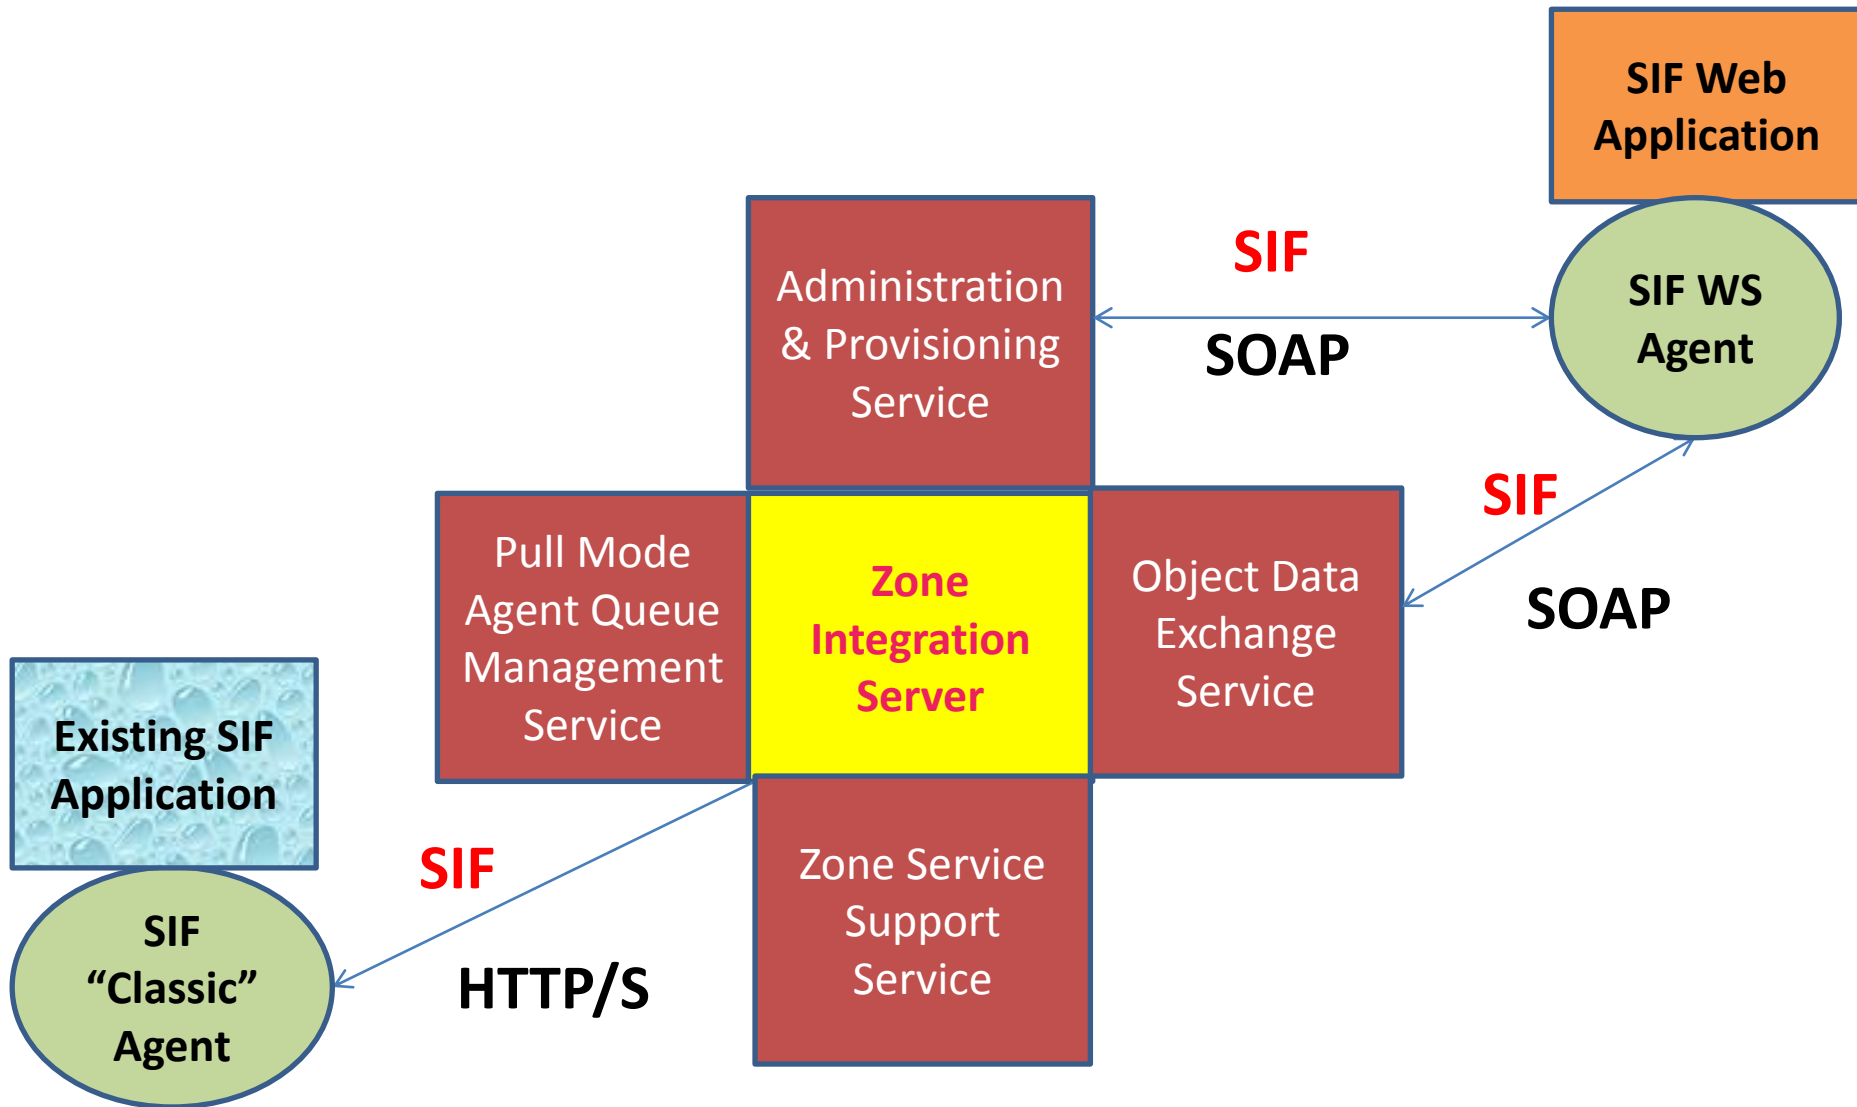 SIF Web
Application
SIF WS
Agent
SIF
SOAP
Administration
& Provisioning
Service
SIF
SOAP
Pull Mode
Agent Queue
Management
Service
Zone
Integration
Server
Object Data
Exchange
Service
Existing SIF
Application
SIF
HTTP/S
SIF
“Classic”
Agent
Zone Service
Support
Service